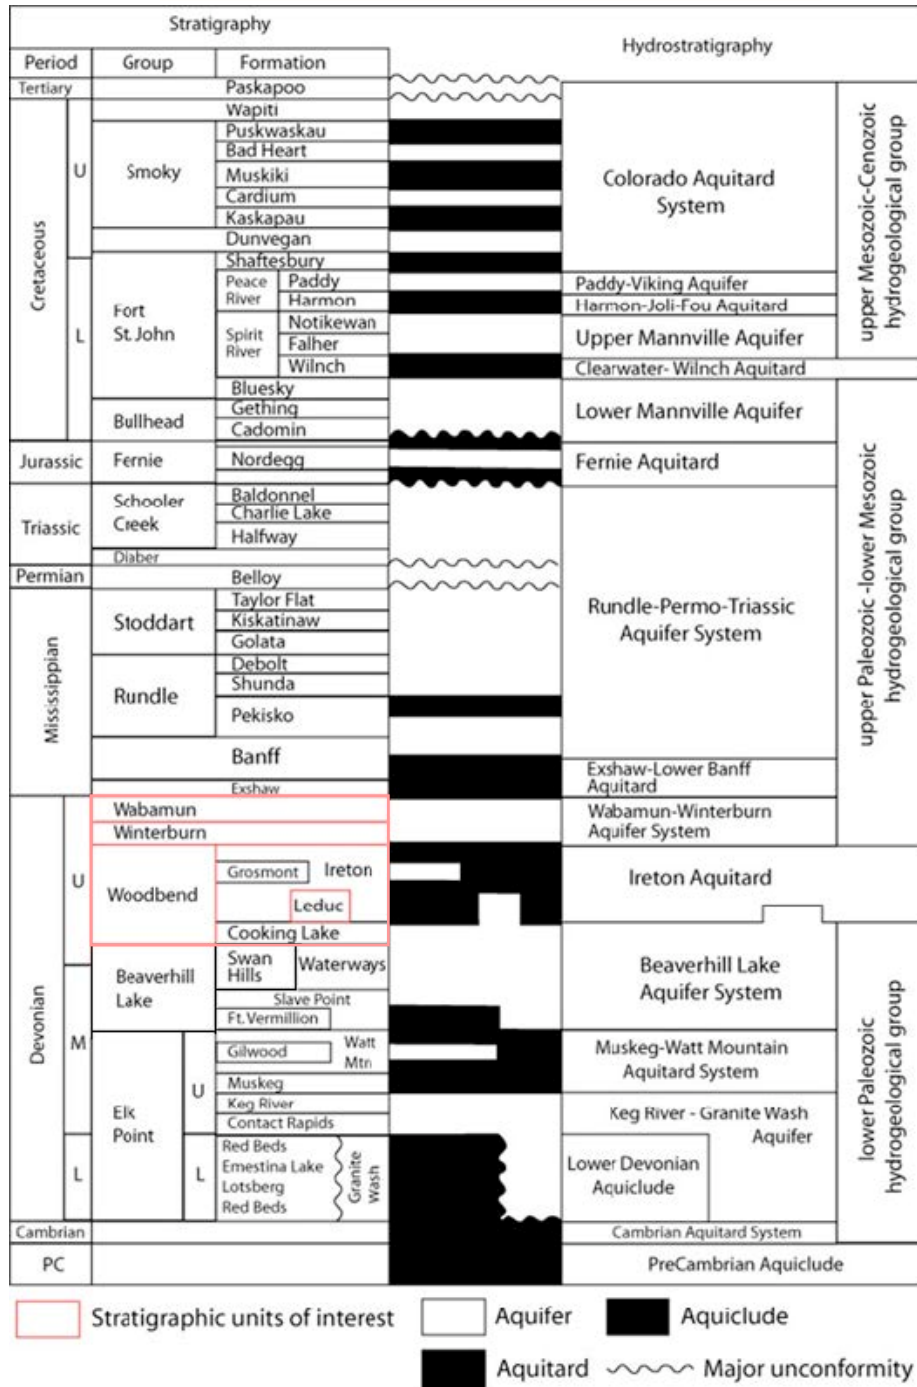 Stratigraphy
Hydrostratigraphy
Period Group Formation
Tertiary
Paskapoo
Wapiti
Cretaceous
U
L
Smoky
Puskwaskau
Bad Heart
Muskiki
Cardium
Kaskapau
Dunvegan
Fort
St. John
Shaftesbury
Peace
River
Paddy
Harmon
Spirit
River
Notikewan
Falher
Wilnch
Bluesky
Bullhead
Gething
Cadomin
Jurassic
Fernie
Nordegg
Triassic
Schooler
Creek
Baldonnel
Charlie Lake
Halfway
Diaber
Permian
Belloy
Mississippian
Stoddart
Taylor Flat
Kiskatinaw
Golata
Rundle
Debolt
Shunda
Pekisko
Banff
Exshaw
Devonian
U
M
L
Wabamun
Winterburn
Woodbend
Grosmont
Ireton
Leduc
Cooking Lake
Beaverhill
Lake
Swan
Hills
Waterways
Slave Point
Ft. Vermillion
Elk
Point
U
L
Gilwood
Watt
Mtn
Muskeg
Keg River
Contact Rapids
Red Beds
Ernestina Lake
Lotsberg
Red Beds
Granite
Wash
Cambrian
PC
Colorado Aquitard
System
Paddy-Viking Aquifer
Harmon-Joli-Fou Aquitard
Upper Mannville Aquifer
Clearwater- Wilnch Aquitard
Lower Mannville Aquifer
Fernie Aquitard
Rundle-Permo-Triassic
Aquifer System
Exshaw-Lower Banff
Aquitard
Wabamun-Winterburn
Aquifer System
Ireton Aquitard
Beaverhill Lake
Aquifer System
Muskeg-Watt Mountain
Aquitard System
Keg River - Granite Wash
Aquifer
Lower Devonian
Aquiclude
Cambrian Aquitard System
PreCambrian Aquiclude
upper Mesozoic-Cenozoic
hydrogeological group
upper Paleozoic -lower Mesozoic
hydrogeological group
lower Paleozoic
hydrogeological group
Stratigraphic units of interest
Aquifer
Aquiclude
Aquitard
Major unconformity